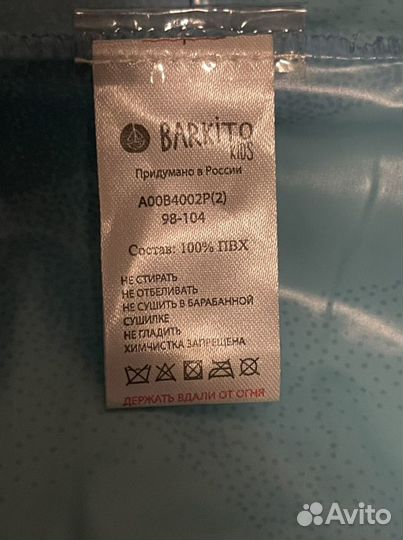 BARKITO
KIDS
Придумано в России
A00B4002P(2)
98-104
Состав: 100% ПВХ
НЕ СТИРАТЬ
НЕ ОТБЕЛИВАТЬ
НЕ СУШИТЬ В БАРАБАННОЙ
СУШИЛКЕ
НЕ ГЛАДИТЬ
ХИМЧИСТКА ЗАПРЕЩЕНА
ДЕРЖАТЬ ВДАЛИ ОТ ОГНЯ
Avito